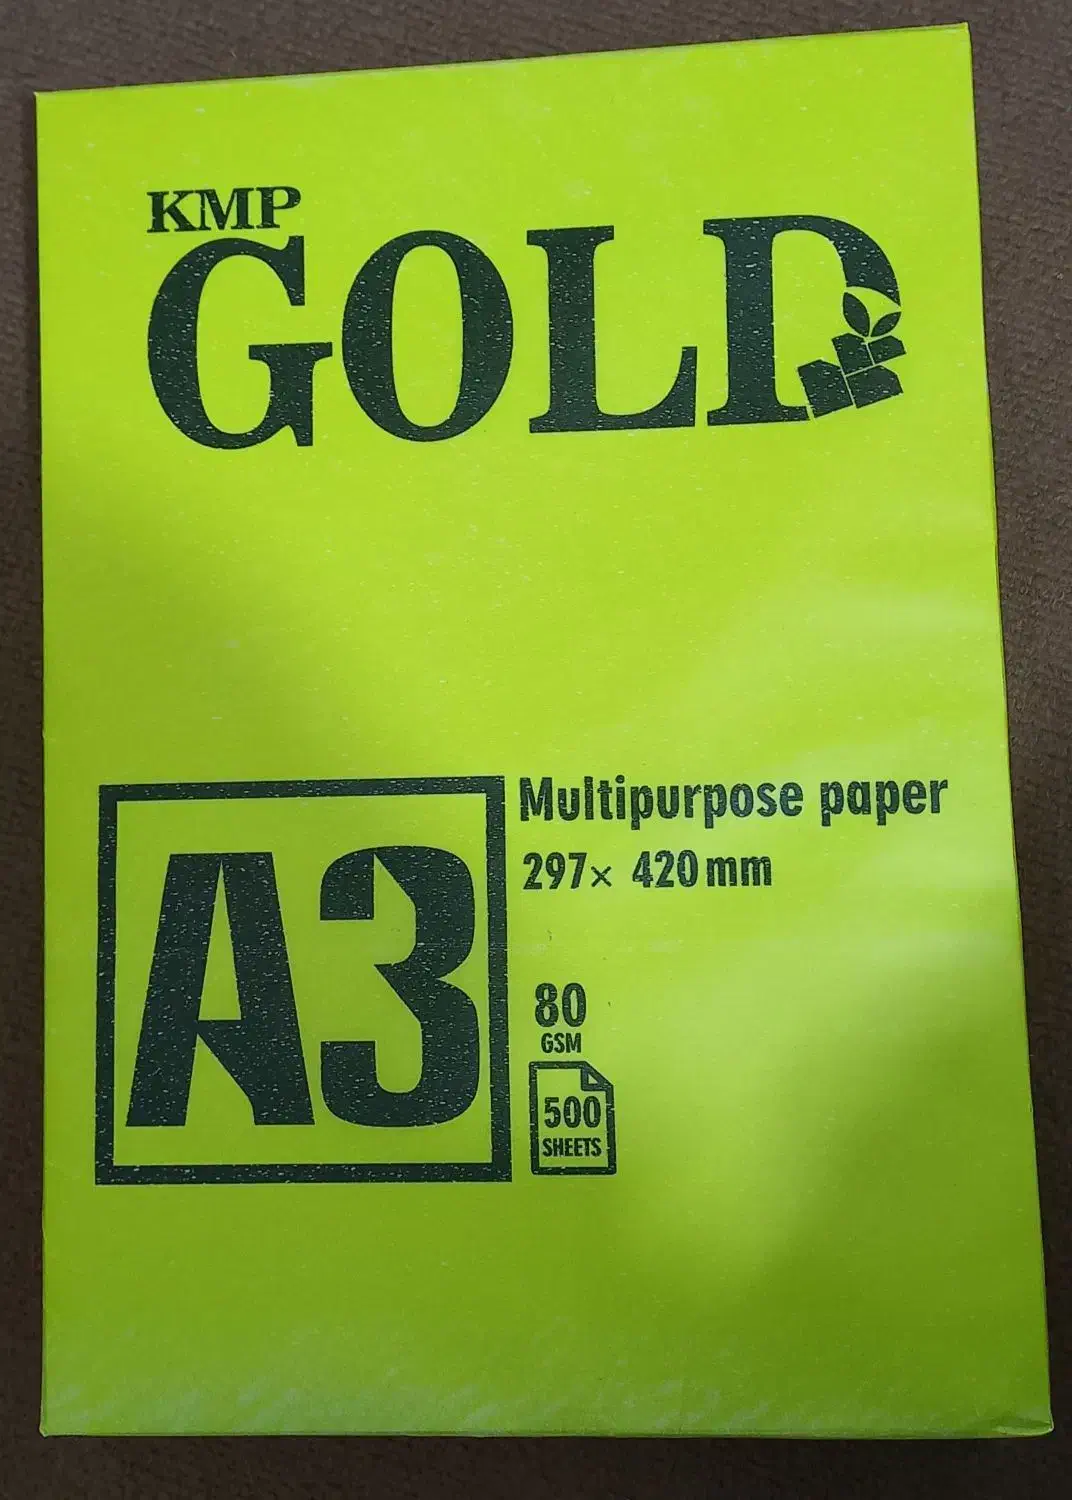 KMP
GOLD
A3
Multipurpose paper
297× 420mm
80
GSM
500
SHEETS